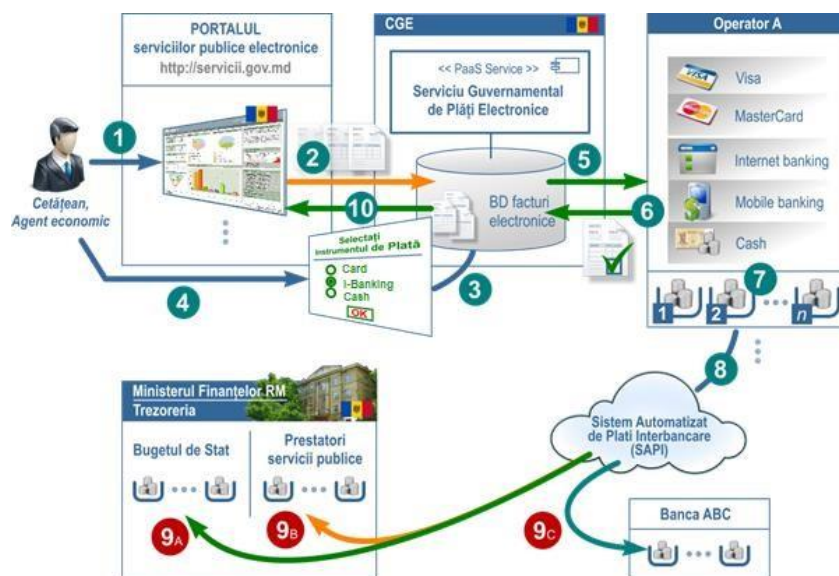 PORTALUL
serviciilor publice electronice
http://servicii.gov.md
CGE
<< PaaS Service >>
Serviciu Guvernamental
de Plăți Electronice
Operator A
Visa
MasterCard
Internet banking
Mobile banking
Cash
1
2
5
10
6
BD facturi
electronice
Cetățean,
Agent economic
Selectați
Instrumentul de Plată
Card
I-Banking
Cash
OK
3
4
7
1
2
n
8
Ministerul Finanțelor RM
Trezoreria
Bugetul de Stat
Prestatori
servicii publice
Sistem Automatizat
de Plati Interbancare
(SAPI)
9A
9B
9C
Banca ABC